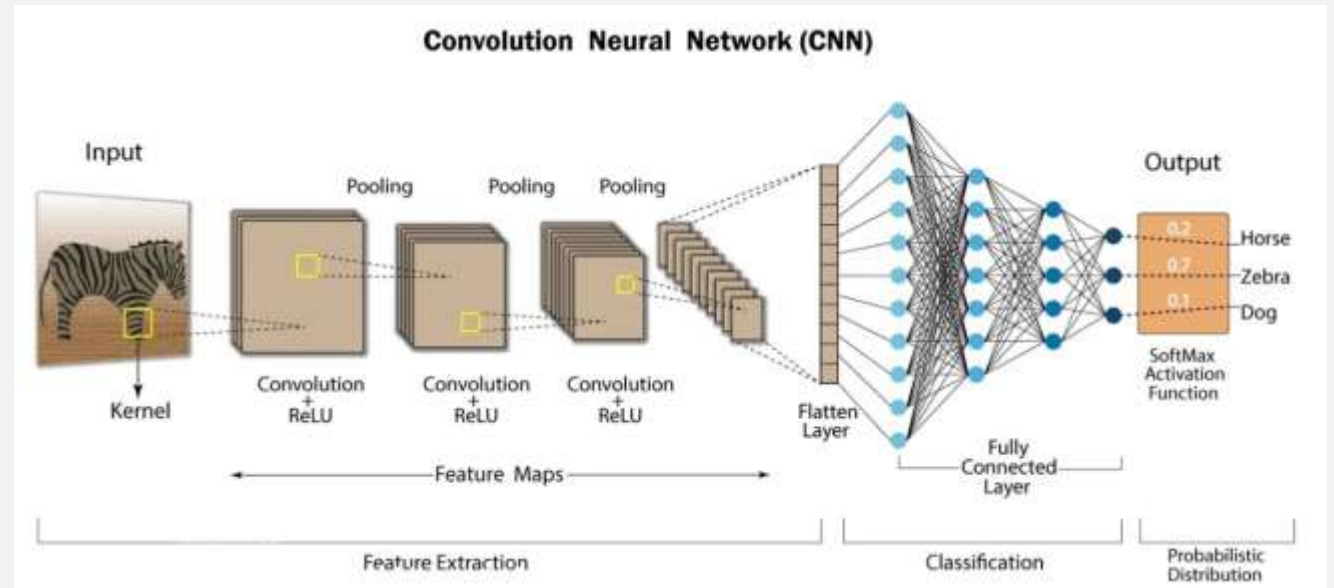 Convolution Neural Network (CNN)
Input
Output
Pooling
Pooling
Pooling
0.2
Horse
0.7
Zebra
0.1
Dog
Kernel
Convolution
+
ReLU
Convolution
+
ReLU
Convolution
+
ReLU
Flatten
Layer
SoftMax
Activation
Function
Feature Maps
Fully
Connected
Layer
Feature Extraction
Classification
Probabilistic
Distribution